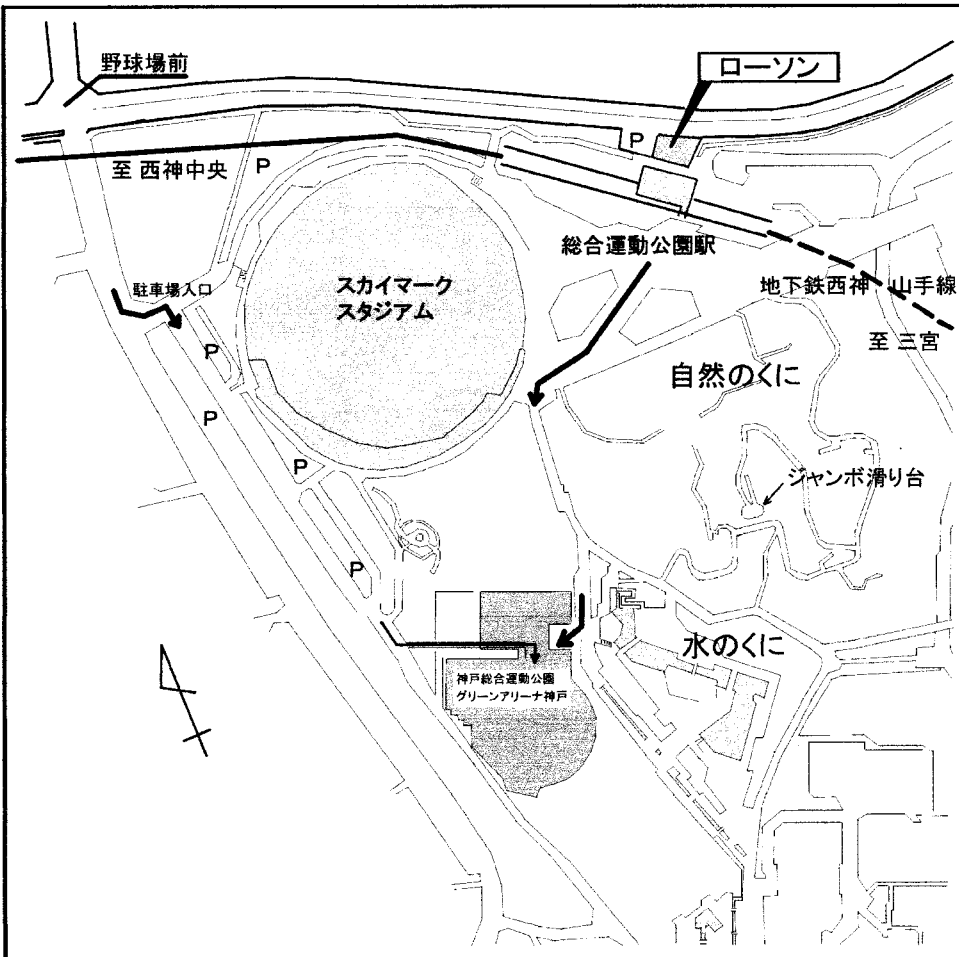 野球場前
ローソン
P
至 西神中央
P
総合運動公園駅
スカイマーク
スタジアム
地下鉄西神 山手線
駐車場入口
至 三宮
P
自然のくに
P
P
ジャンボ滑り台
P
水のくに
神戸総合運動公園
グリーンアリーナ神戸